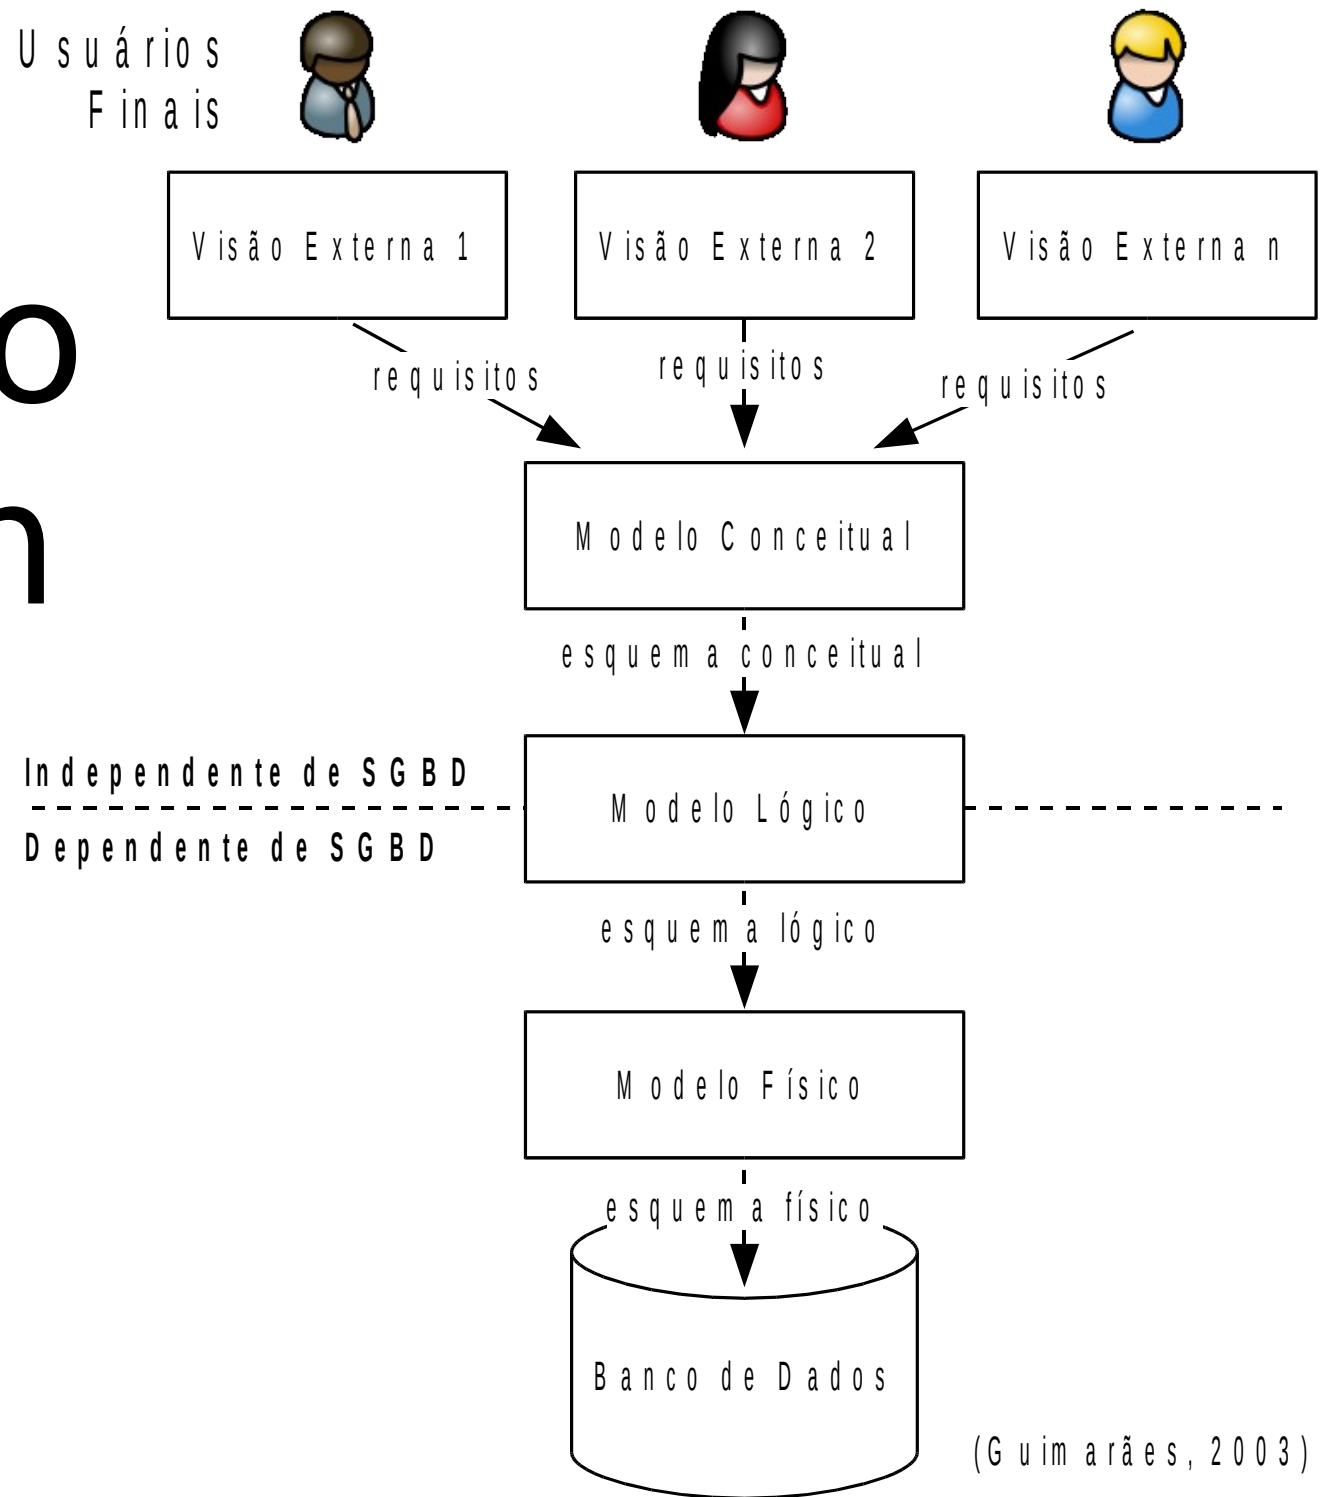 Usuários
Finais
Visão Externa 1
Visão Externa 2
Visão Externa n
o
requisitos
requisitos
requisitos
m
Modelo Conceitual
esquema conceitual
Independente de SGBD
Modelo Lógico
Dependente de SGBD
esquema lógico
Modelo Físico
esquema físico
Banco de Dados
(Guimarães, 2003)